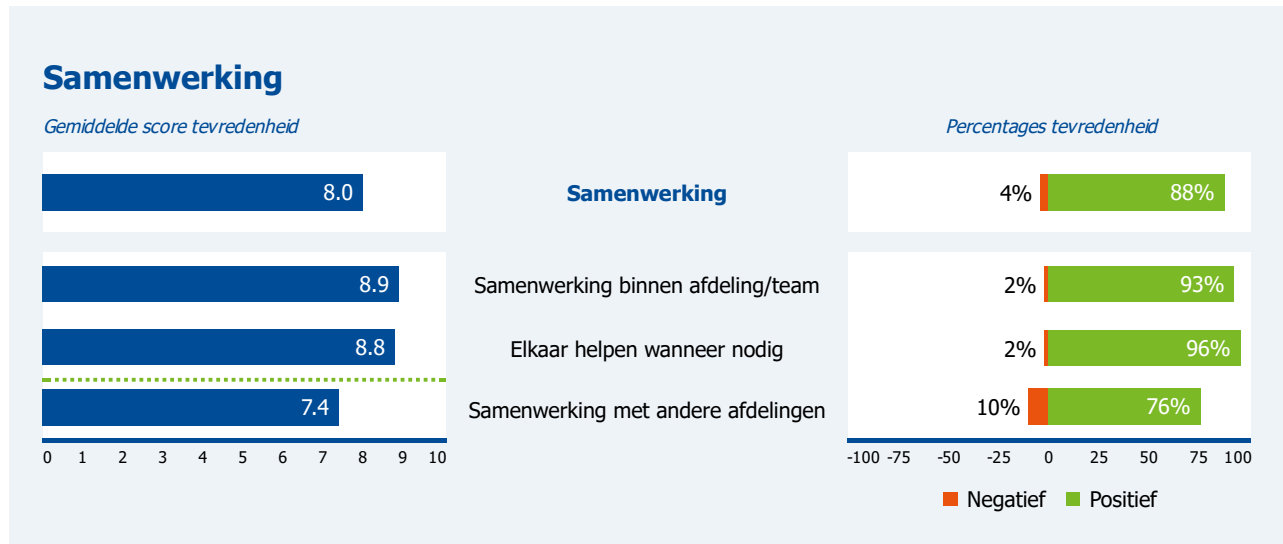 Samenwerking
Gemiddelde score tevredenheid
Percentages tevredenheid
8.0 Samenwerking 4% 88%
8.9 Samenwerking binnen afdeling/team 2% 93%
8.8 Elkaar helpen wanneer nodig 2% 96%
7.4 Samenwerking met andere afdelingen 10% 76%
0 1 2 3 4 5 6 7 8 9 10
-100 -75 -50 -25 0 25 50 75 100
Negatief Positief